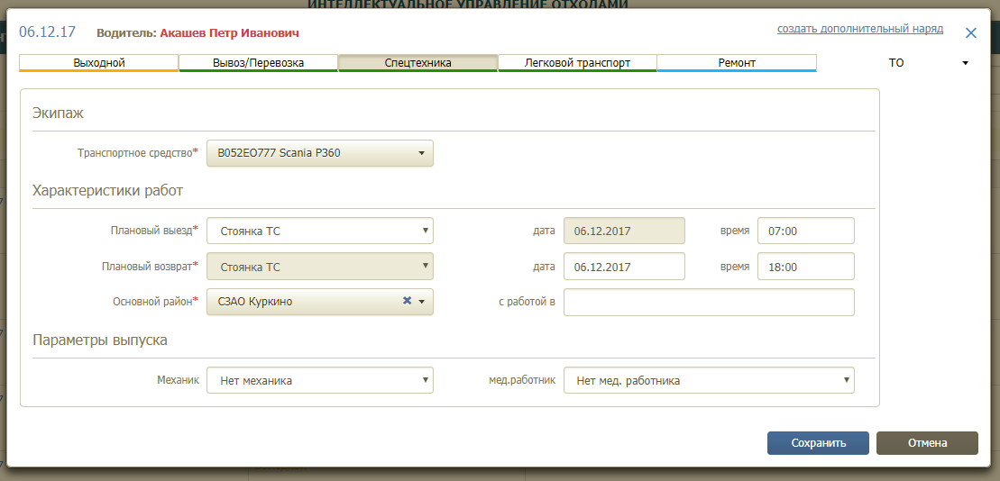 ИНТЕЛЛЕКТУАЛЬНОЕ УПРАВЛЕНИЕ ОТХОДАМИ
06.12.17 Водитель: Акашев Петр Иванович создать дополнительный наряд
Выходной Вывоз/Перевозка Спецтехника Легковой транспорт Ремонт ТО
Экипаж
Транспортное средство* В052ЕО777 Scania P360
Характеристики работ
Плановый выезд* Стоянка ТС дата 06.12.2017 время 07:00
Плановый возврат* Стоянка ТС дата 06.12.2017 время 18:00
Основной район* СЗАО Куркино с работой в
Параметры выпуска
Механик Нет механика мед.работник Нет мед. работника
Сохранить Отмена